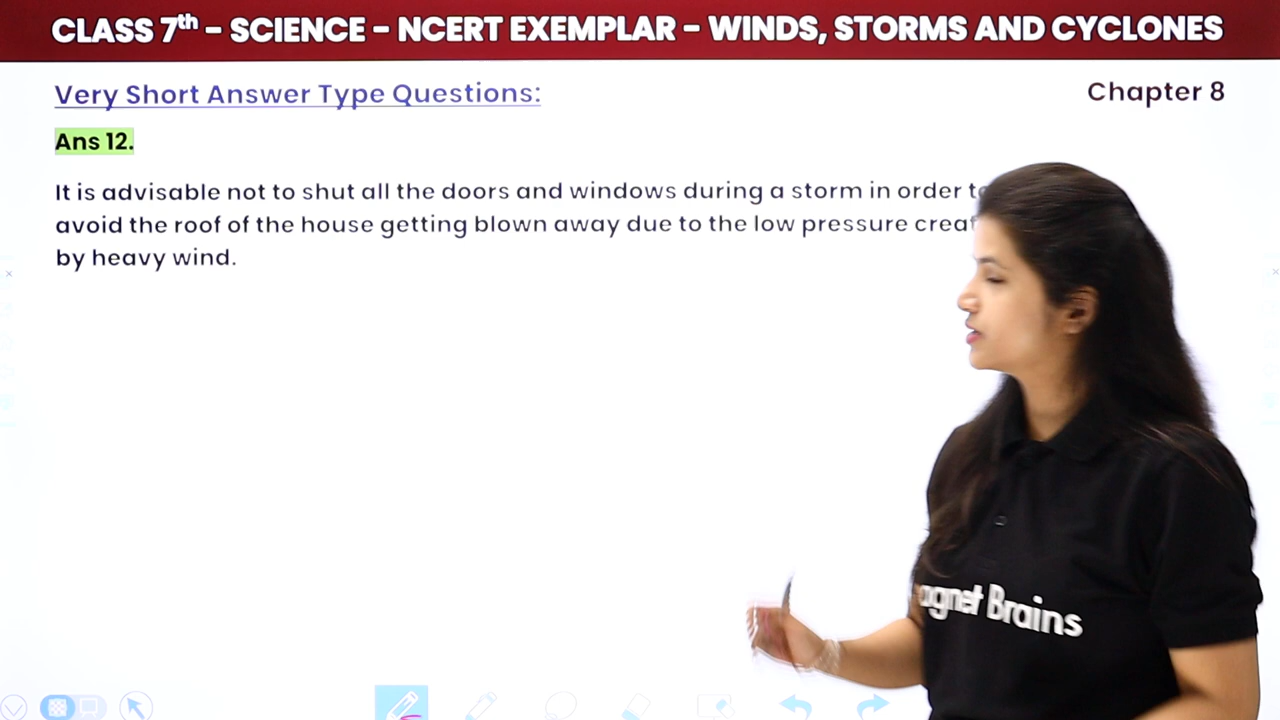 CLASS 7th – SCIENCE – NCERT EXEMPLAR – WINDS, STORMS AND CYCLONES
Very Short Answer Type Questions:
Chapter 8
Ans 12.
It is advisable not to shut all the doors and windows during a storm in order
avoid the roof of the house getting blown away due to the low pressure
by heavy wind.
agnet Brains